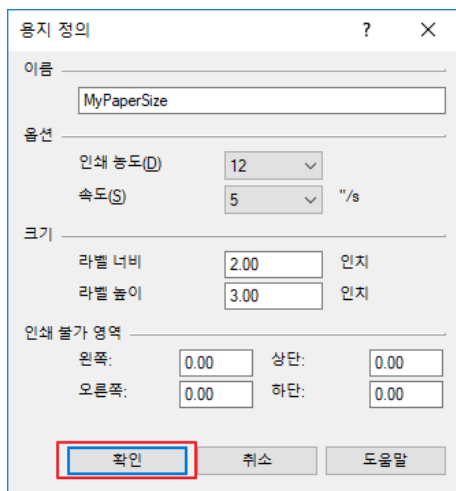 용지 정의 ?
이름
MyPaperSize
옵션
인쇄 농도(D) 12
속도(S) 5 "/s
크기
라벨 너비 2.00 인치
라벨 높이 3.00 인치
인쇄 불가 영역
왼쪽: 0.00 상단: 0.00
오른쪽: 0.00 하단: 0.00
확인 취소 도움말